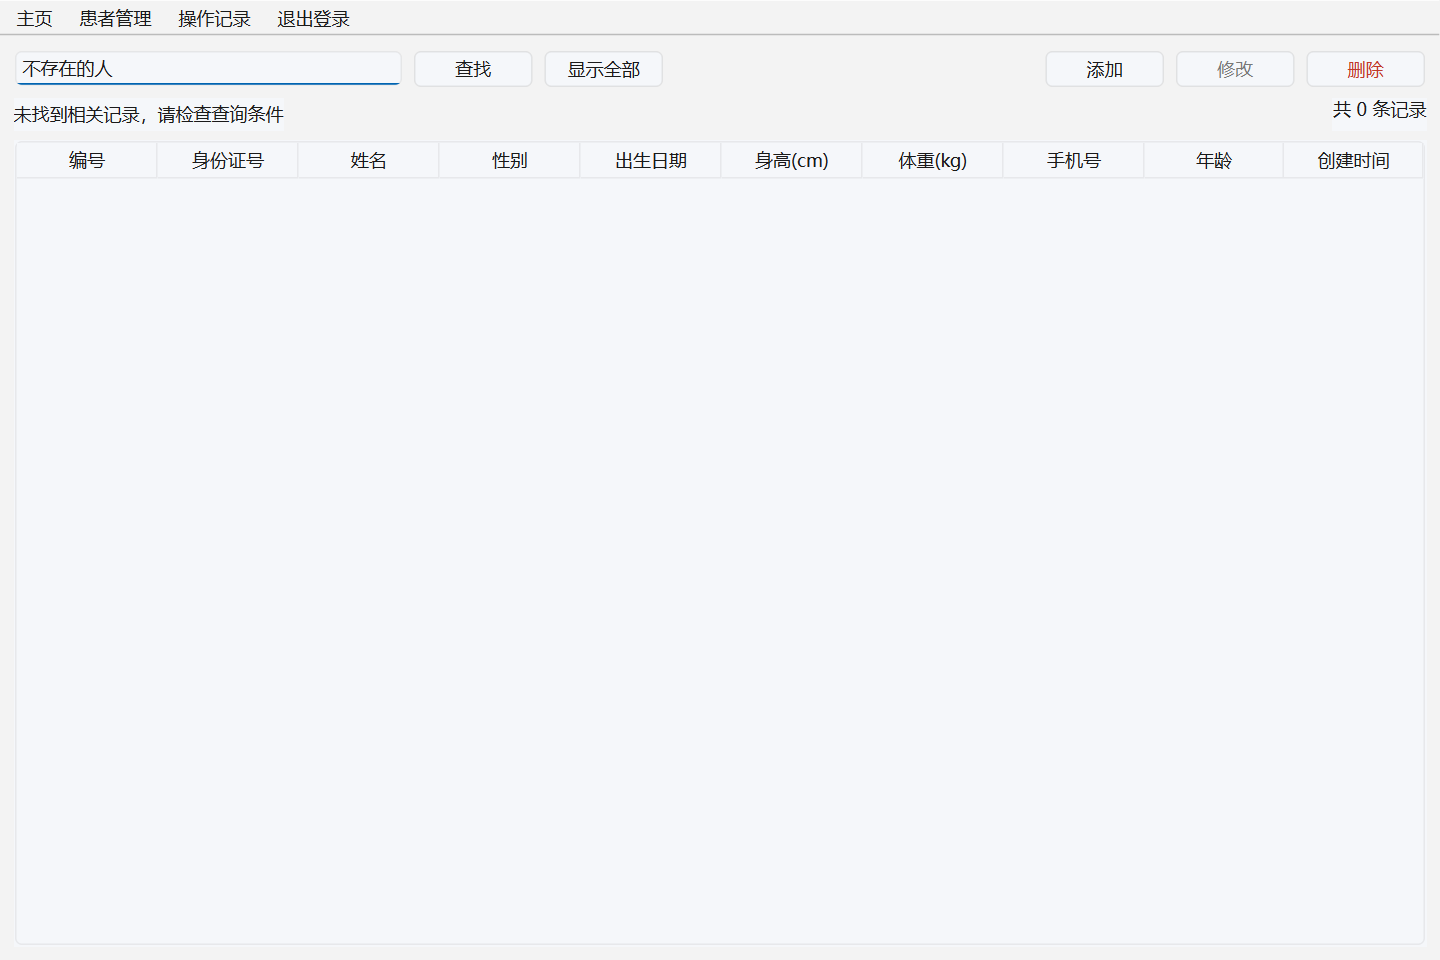 主页 患者管理 操作记录 退出登录
不存在的人 查找 显示全部 添加 修改 删除
未找到相关记录，请检查查询条件 共 0 条记录
编号 身份证号 姓名 性别 出生日期 身高(cm) 体重(kg) 手机号 年龄 创建时间